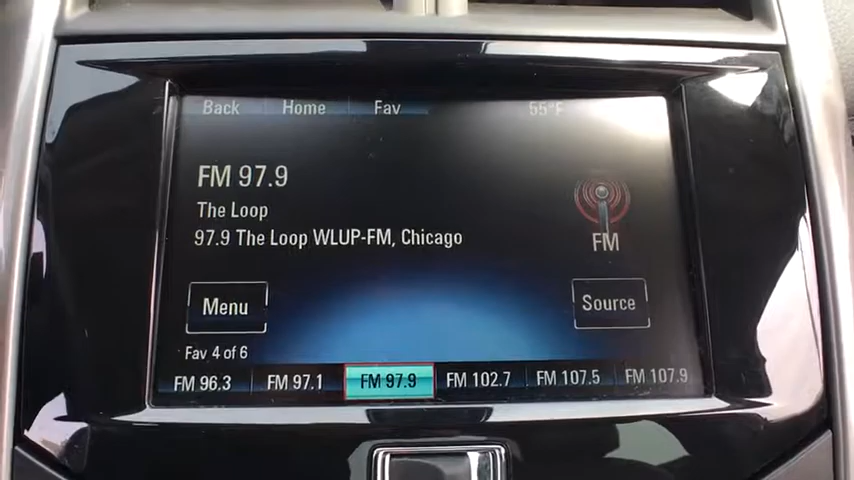 Back Home Fav 55°F
FM 97.9
The Loop
97.9 The Loop WLUP-FM, Chicago
FM
Menu
Source
Fav 4 of 6
FM 96.3 FM 97.1 FM 97.9 FM 102.7 FM 107.5 FM 107.9